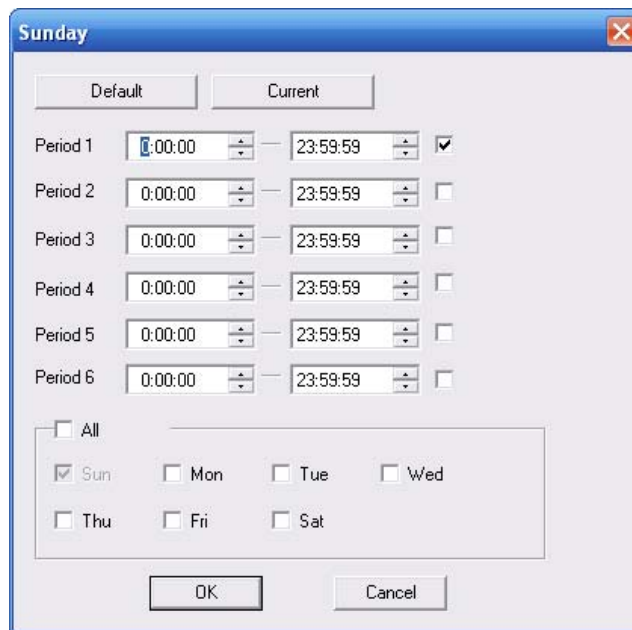 Sunday
Default Current
Period 1 0:00:00 — 23:59:59
Period 2 0:00:00 — 23:59:59
Period 3 0:00:00 — 23:59:59
Period 4 0:00:00 — 23:59:59
Period 5 0:00:00 — 23:59:59
Period 6 0:00:00 — 23:59:59
All
Sun Mon Tue Wed
Thu Fri Sat
OK Cancel